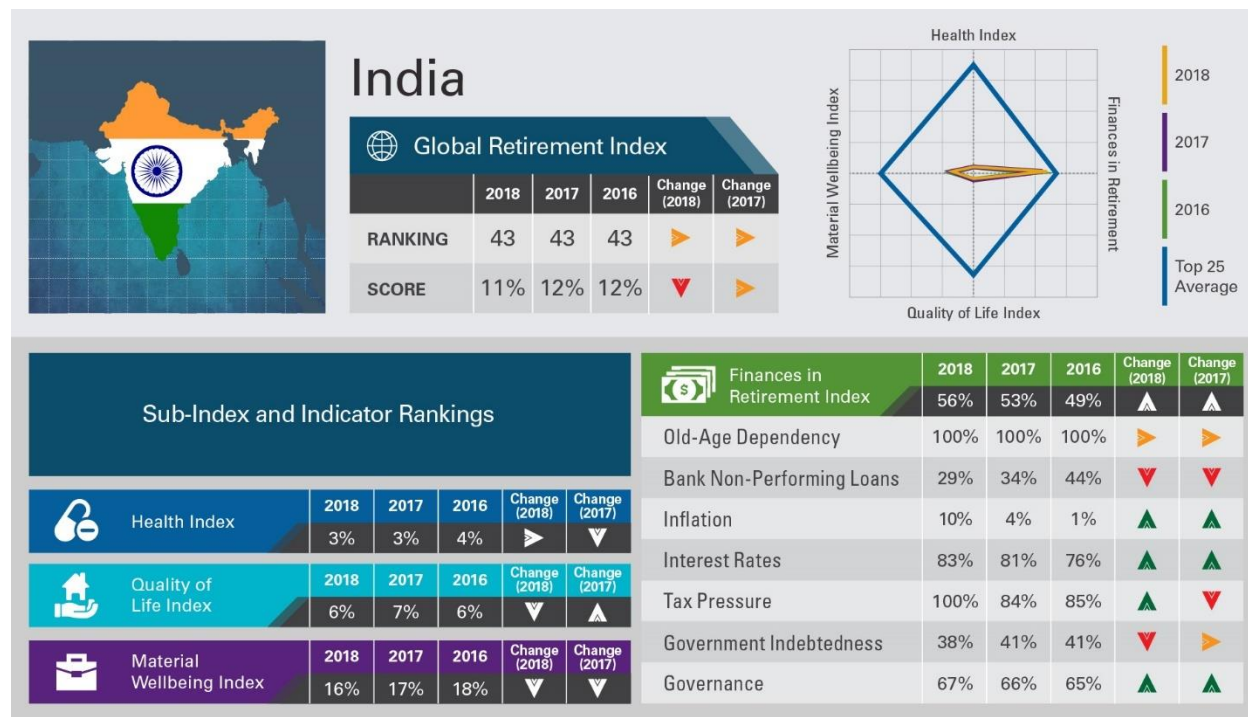 India
Global Retirement Index
2018 2017 2016 Change (2018) Change (2017)
RANKING 43 43 43
SCORE 11% 12% 12%
Health Index
Material Wellbeing Index
Finances in Retirement
Quality of Life Index
2018
2017
2016
Top 25
Average
Sub-Index and Indicator Rankings
Health Index
2018 2017 2016 Change (2018) Change (2017)
3% 3% 4%
Quality of
Life Index
2018 2017 2016 Change (2018) Change (2017)
6% 7% 6%
Material
Wellbeing Index
2018 2017 2016 Change (2018) Change (2017)
16% 17% 18%
$
Finances in
Retirement Index
2018 2017 2016 Change (2018) Change (2017)
56% 53% 49%
Old-Age Dependency 100% 100% 100%
Bank Non-Performing Loans 29% 34% 44%
Inflation 10% 4% 1%
Interest Rates 83% 81% 76%
Tax Pressure 100% 84% 85%
Government Indebtedness 38% 41% 41%
Governance 67% 66% 65%